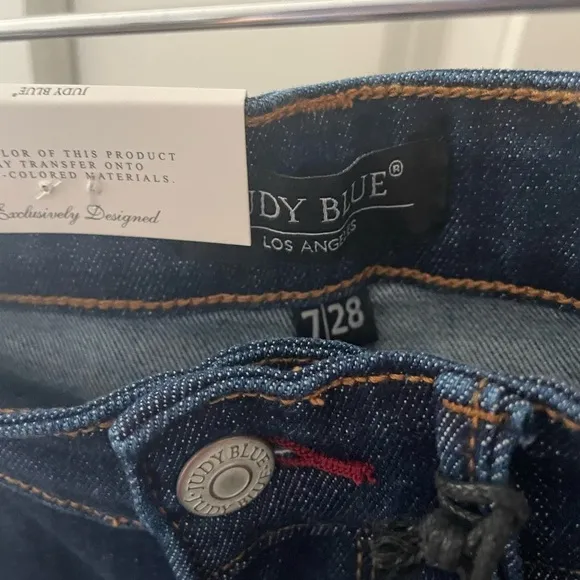 JUDY BLUE®
LOR OF THIS PRODUCT
Y TRANSFER ONTO
-COLORED MATERIALS.
Exclusively Designed
UDY BLUE®
LOS ANGELES
7|28
JUDY BLUE
JUDY BLUE